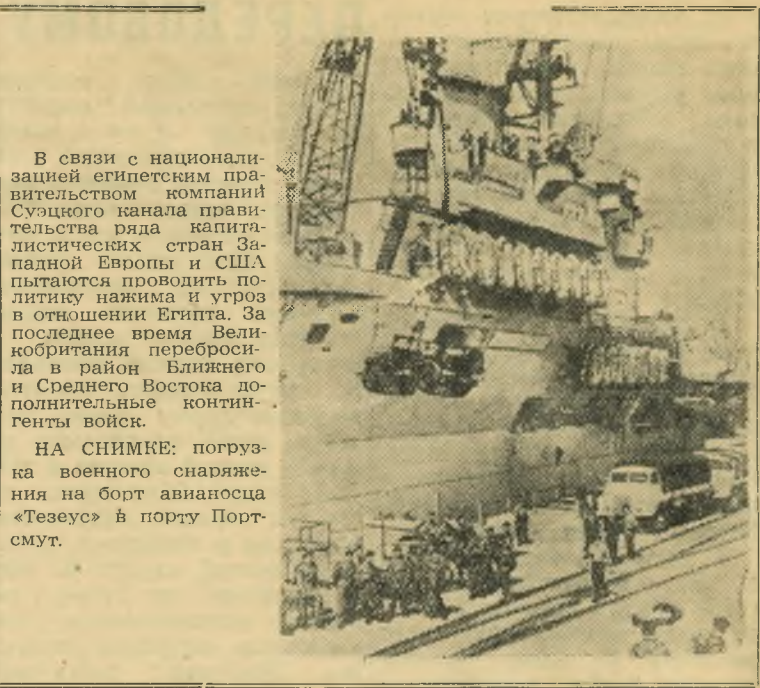 В связи с национали-
зацией египетским пра-
вительством компании
Суэцкого канала прави-
тельства ряда капита-
листических стран За-
падной Европы и США
пытаются проводить по-
литику нажима и угроз
в отношении Египта. За
последнее время Вели-
кобритания перебросі-
ла в район Ближнего
и Среднего Востока до-
полнительные контин-
генты войск.
НА СНИМКЕ: погруз-
ка военного снаряже-
ния на борт авианосца
«Тезеус» в порту Порт-
смут.